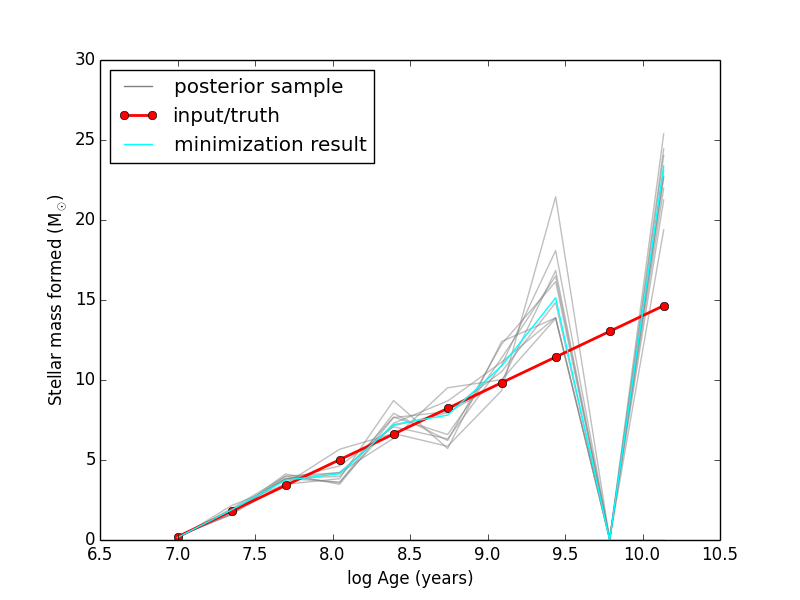 30
25
20
15
10
5
0
Stellar mass formed (M☉)
posterior sample
input/truth
minimization result
6.5 7.0 7.5 8.0 8.5 9.0 9.5 10.0 10.5
log Age (years)